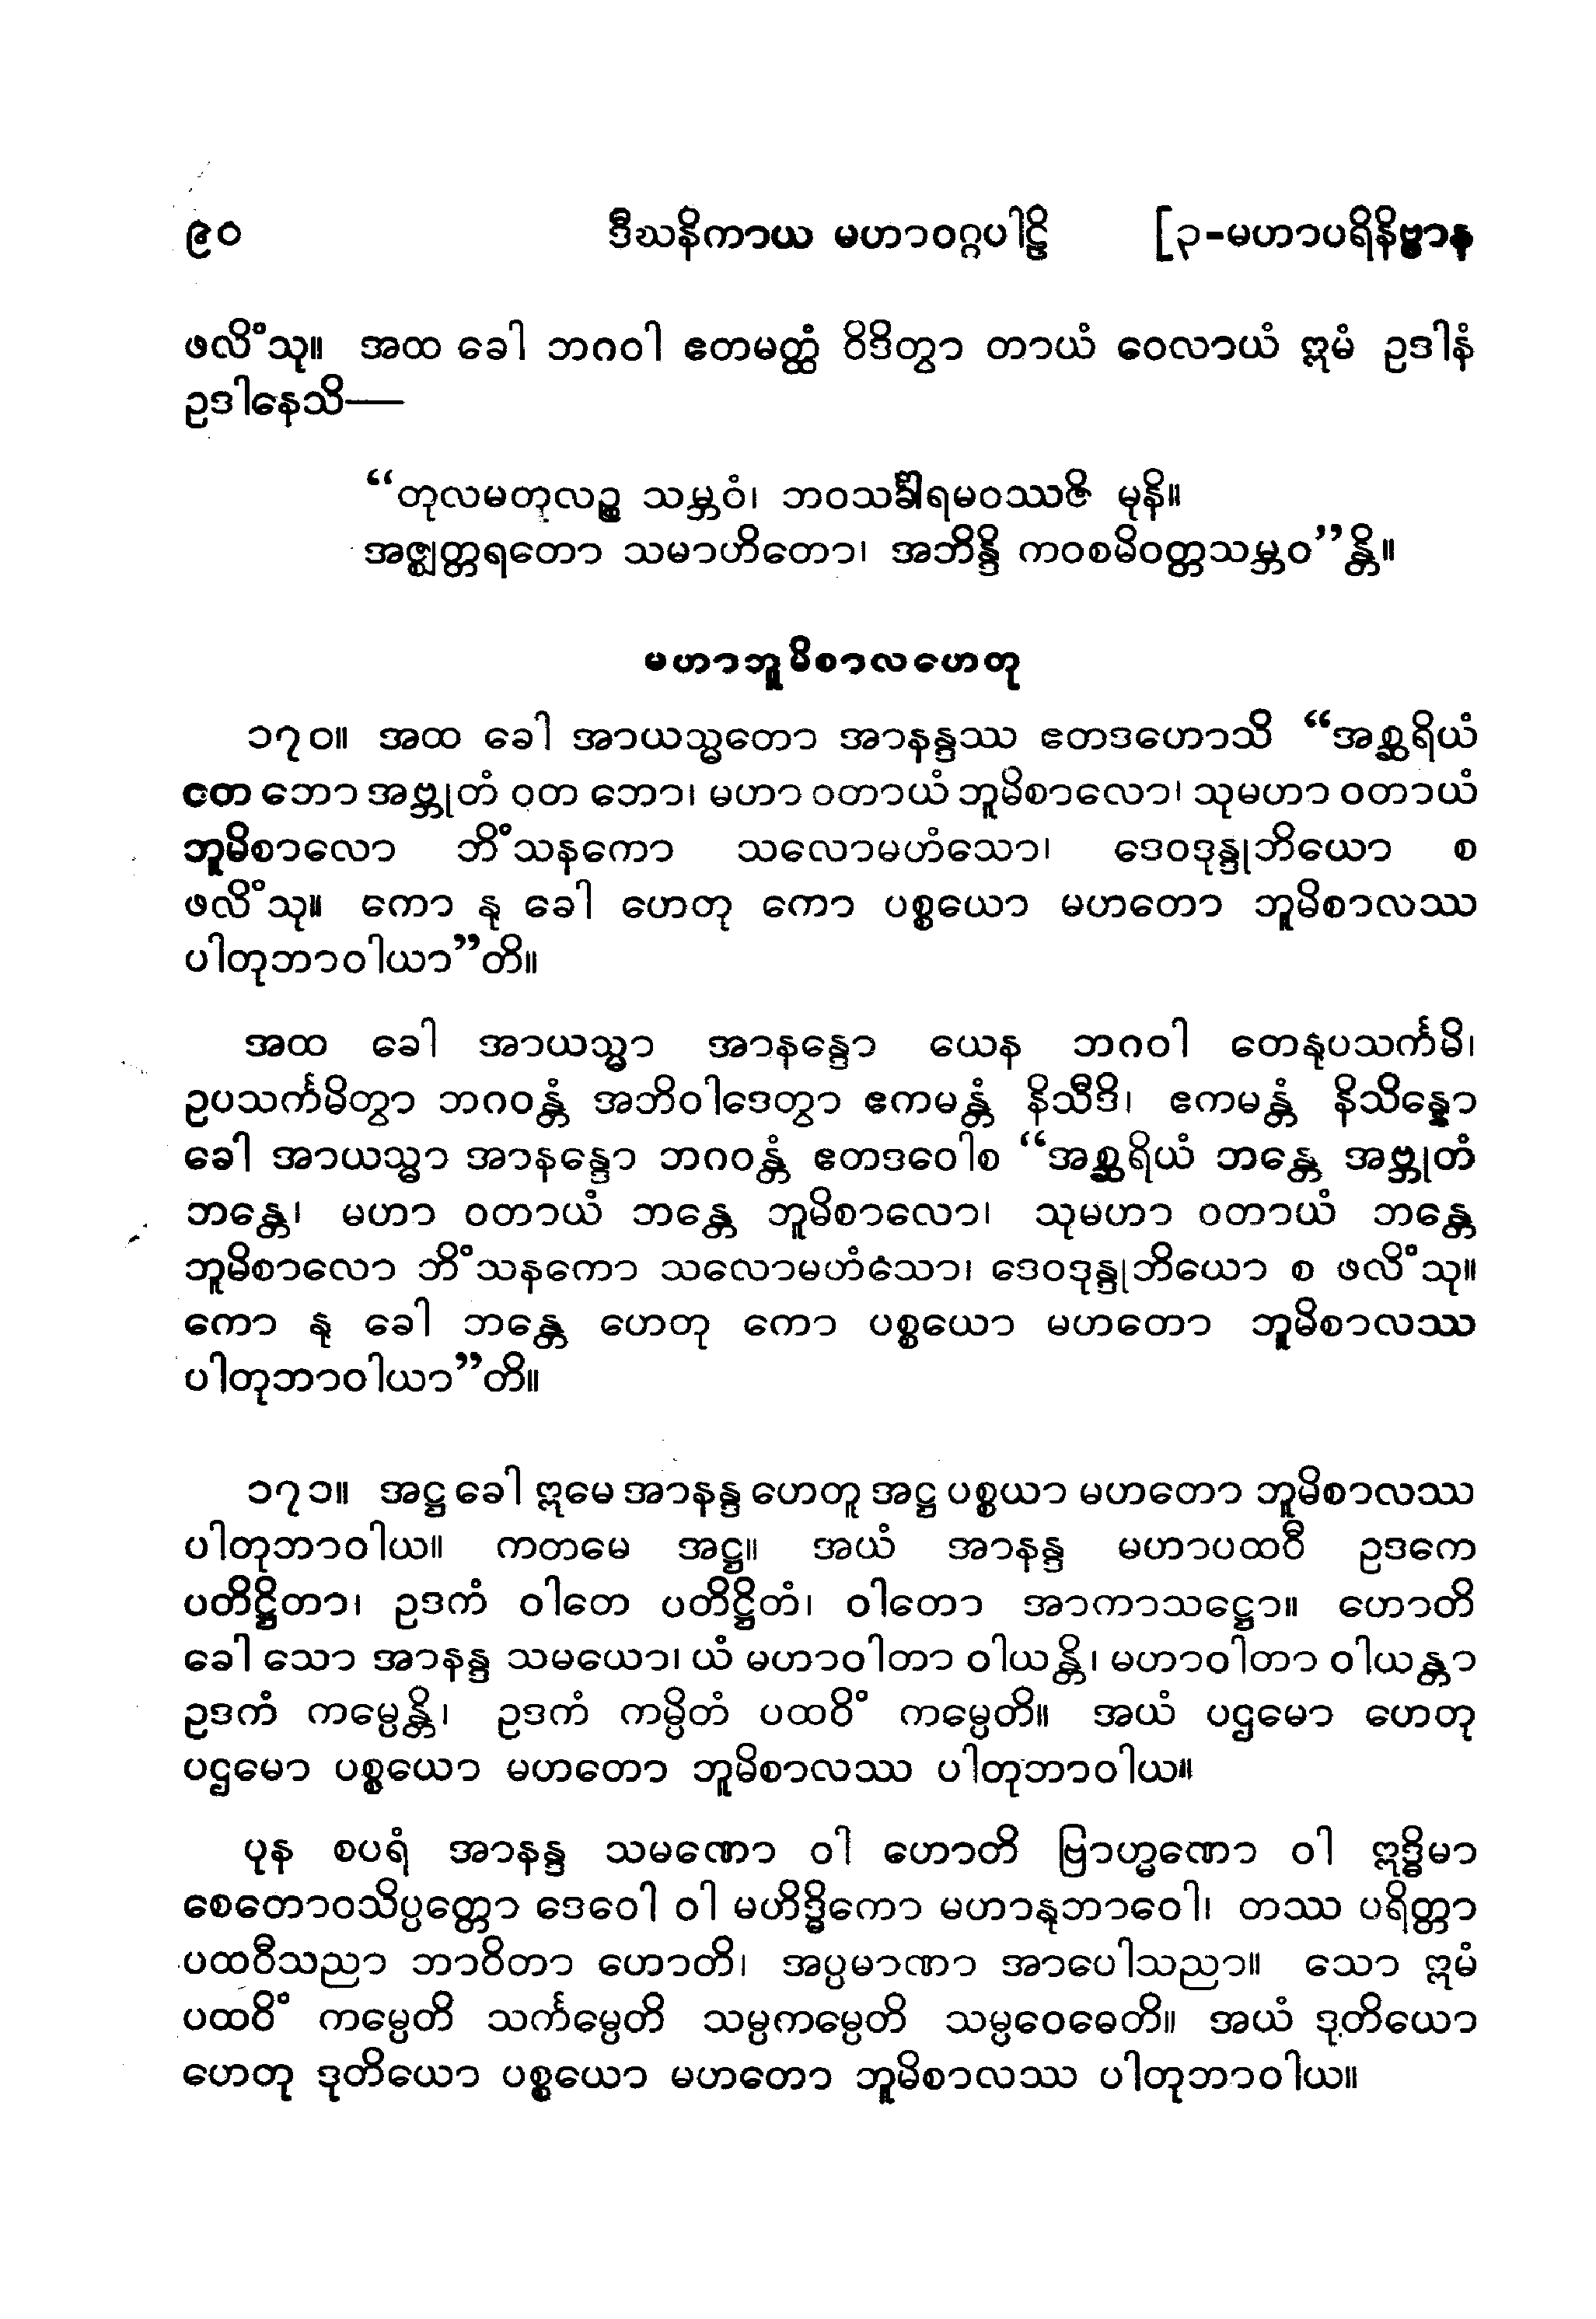 ၉၀ ဒီဃနိကာယ မဟာဝဂ္ဂပါဠိ [၃-မဟာပရိနိဗ္ဗာန
ဖလိံသု။ အထ ခေါ ဘဂဝါ ဧတမတ္ထံ ဝိဒိတွာ တာယံ ဝေလာယံ ဣမံ ဥဒါနံ
ဥဒါနေသိ—
“တုလမတုလဉ္စ သမ္ဘဝံ၊ ဘဝသင်္ခါရမဝဿဇိ မုနိ။
အဇ္ဈတ္တရတော သမာဟိတော၊ အဘိန္ဒိ ကဝစမိဝတ္တသမ္ဘဝ”န္တိ။
မဟာဘူမိစာလဟေတု
၁၇၀။ အထ ခေါ အာယသ္မတော အာနန္ဒဿ ဧတဒဟောသိ “အစ္ဆရိယံ
ဝတ ဘော အဗ္ဘုတံ ဝတ ဘော၊ မဟာ ဝတာယံ ဘူမိစာလော၊ သုမဟာ ဝတာယံ
ဘူမိစာလော ဘိံသနကော သလောမဟံသော၊ ဒေဝဒုန္ဒုဘိယော စ
ဖလိံသု။ ကော နု ခေါ ဟေတု ကော ပစ္စယော မဟတော ဘူမိစာလဿ
ပါတုဘာဝါယာ”တိ။
အထ ခေါ အာယသ္မာ အာနန္ဒော ယေန ဘဂဝါ တေနုပသင်္ကမိ၊
ဥပသင်္ကမိတွာ ဘဂဝန္တံ အဘိဝါဒေတွာ ဧကမန္တံ နိသီဒိ၊ ဧကမန္တံ နိသိန္နော
ခေါ အာယသ္မာ အာနန္ဒော ဘဂဝန္တံ ဧတဒဝေါစ “အစ္ဆရိယံ ဘန္တေ အဗ္ဘုတံ
ဘန္တေ၊ မဟာ ဝတာယံ ဘန္တေ ဘူမိစာလော၊ သုမဟာ ဝတာယံ ဘန္တေ
ဘူမိစာလော ဘိံသနကော သလောမဟံသော၊ ဒေဝဒုန္ဒုဘိယော စ ဖလိံသု။
ကော နု ခေါ ဘန္တေ ဟေတု ကော ပစ္စယော မဟတော ဘူမိစာလဿ
ပါတုဘာဝါယာ”တိ။
၁၇၁။ အဋ္ဌ ခေါ ဣမေ အာနန္ဒ ဟေတူ အဋ္ဌ ပစ္စယာ မဟတော ဘူမိစာလဿ
ပါတုဘာဝါယ။ ကတမေ အဋ္ဌ။ အယံ အာနန္ဒ မဟာပထဝီ ဥဒကေ
ပတိဋ္ဌိတာ၊ ဥဒကံ ဝါတေ ပတိဋ္ဌိတံ၊ ဝါတော အာကာသဋ္ဌော။ ဟောတိ
ခေါ သော အာနန္ဒ သမယော၊ ယံ မဟာဝါတာ ဝါယန္တိ၊ မဟာဝါတာ ဝါယန္တာ
ဥဒကံ ကမ္ပေန္တိ၊ ဥဒကံ ကမ္ပိတံ ပထဝိံ ကမ္ပေတိ။ အယံ ပဌမော ဟေတု
ပဌမော ပစ္စယော မဟတော ဘူမိစာလဿ ပါတုဘာဝါယ။
ပုန စပရံ အာနန္ဒ သမဏော ဝါ ဟောတိ ဗြာဟ္မဏော ဝါ ဣဒ္ဓိမာ
စေတောဝသိပ္ပတ္တော ဒေဝေါ ဝါ မဟိဒ္ဓိကော မဟာနုဘာဝေါ၊ တဿ ပရိတ္တာ
ပထဝီသညာ ဘာဝိတာ ဟောတိ၊ အပ္ပမာဏာ အာပေါသညာ။ သော ဣမံ
ပထဝိံ ကမ္ပေတိ သင်္ကမ္ပေတိ သမ္ပကမ္ပေတိ သမ္ပဝေဓေတိ။ အယံ ဒုတိယော
ဟေတု ဒုတိယော ပစ္စယော မဟတော ဘူမိစာလဿ ပါတုဘာဝါယ။